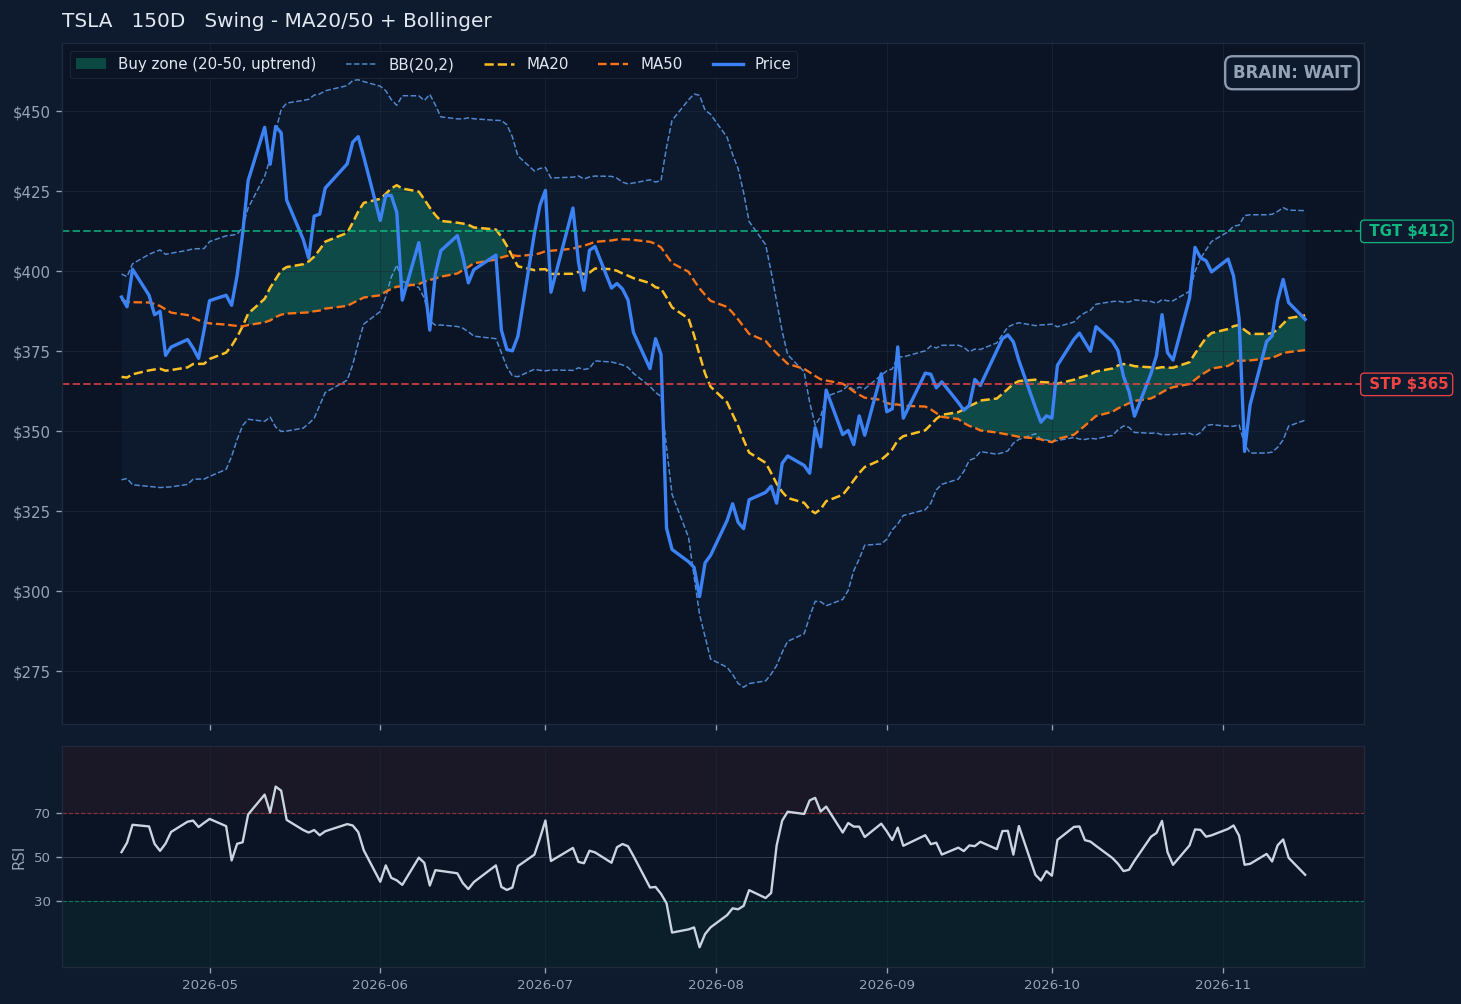 TSLA 150D Swing - MA20/50 + Bollinger
Buy zone (20-50, uptrend) BB(20,2) MA20 MA50 Price
BRAIN: WAIT
$450
$425
TGT $412
$400
$375
STP $365
$350
$325
$300
$275
RSI
70
50
30
2026-05 2026-06 2026-07 2026-08 2026-09 2026-10 2026-11